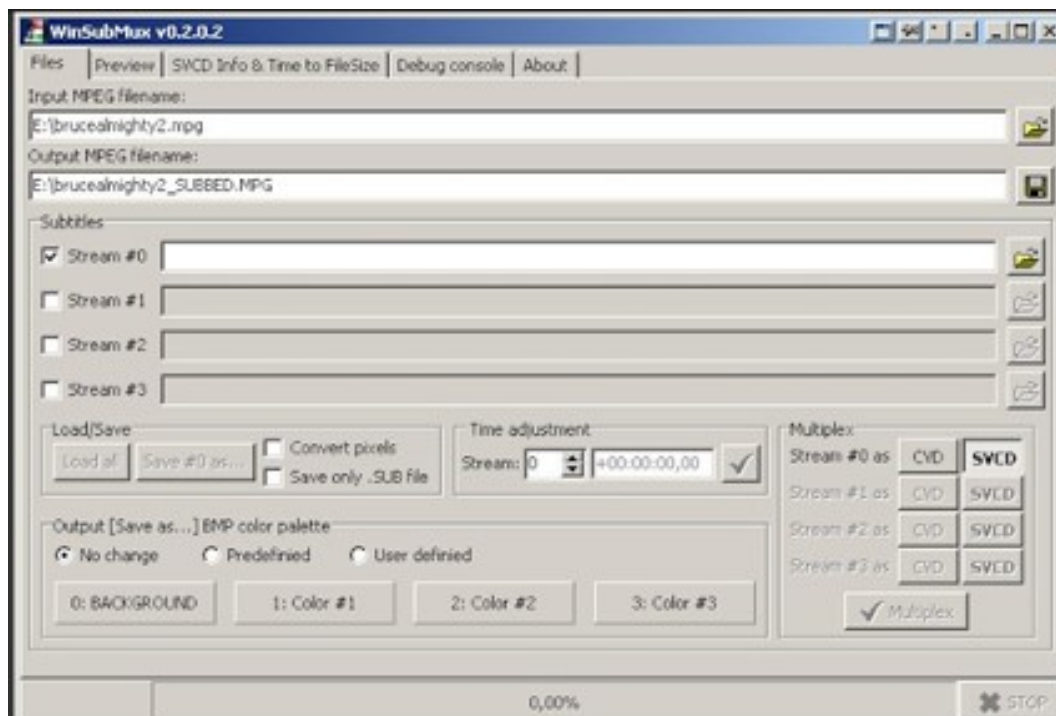 WinSubMux v0.2.0.2
Files Preview SVCD Info & Time to FileSize Debug console About
Input MPEG filename:
E:\brucealmighty2.mpg
Output MPEG filename:
E:\brucealmighty2_SUBBED.MPG
Subtitles
Stream #0
Stream #1
Stream #2
Stream #3
Load/Save
Load all Save #0 as... Convert pixels
Save only .SUB file
Time adjustment
Stream: 0 +00:00:00,00
Multiplex
Stream #0 as CVD SVCD
Stream #1 as CVD SVCD
Stream #2 as CVD SVCD
Stream #3 as CVD SVCD
Multiplex
Output [Save as...] BMP color palette
No change Predefinied User definied
0: BACKGROUND 1: Color #1 2: Color #2 3: Color #3
0,00% STOP